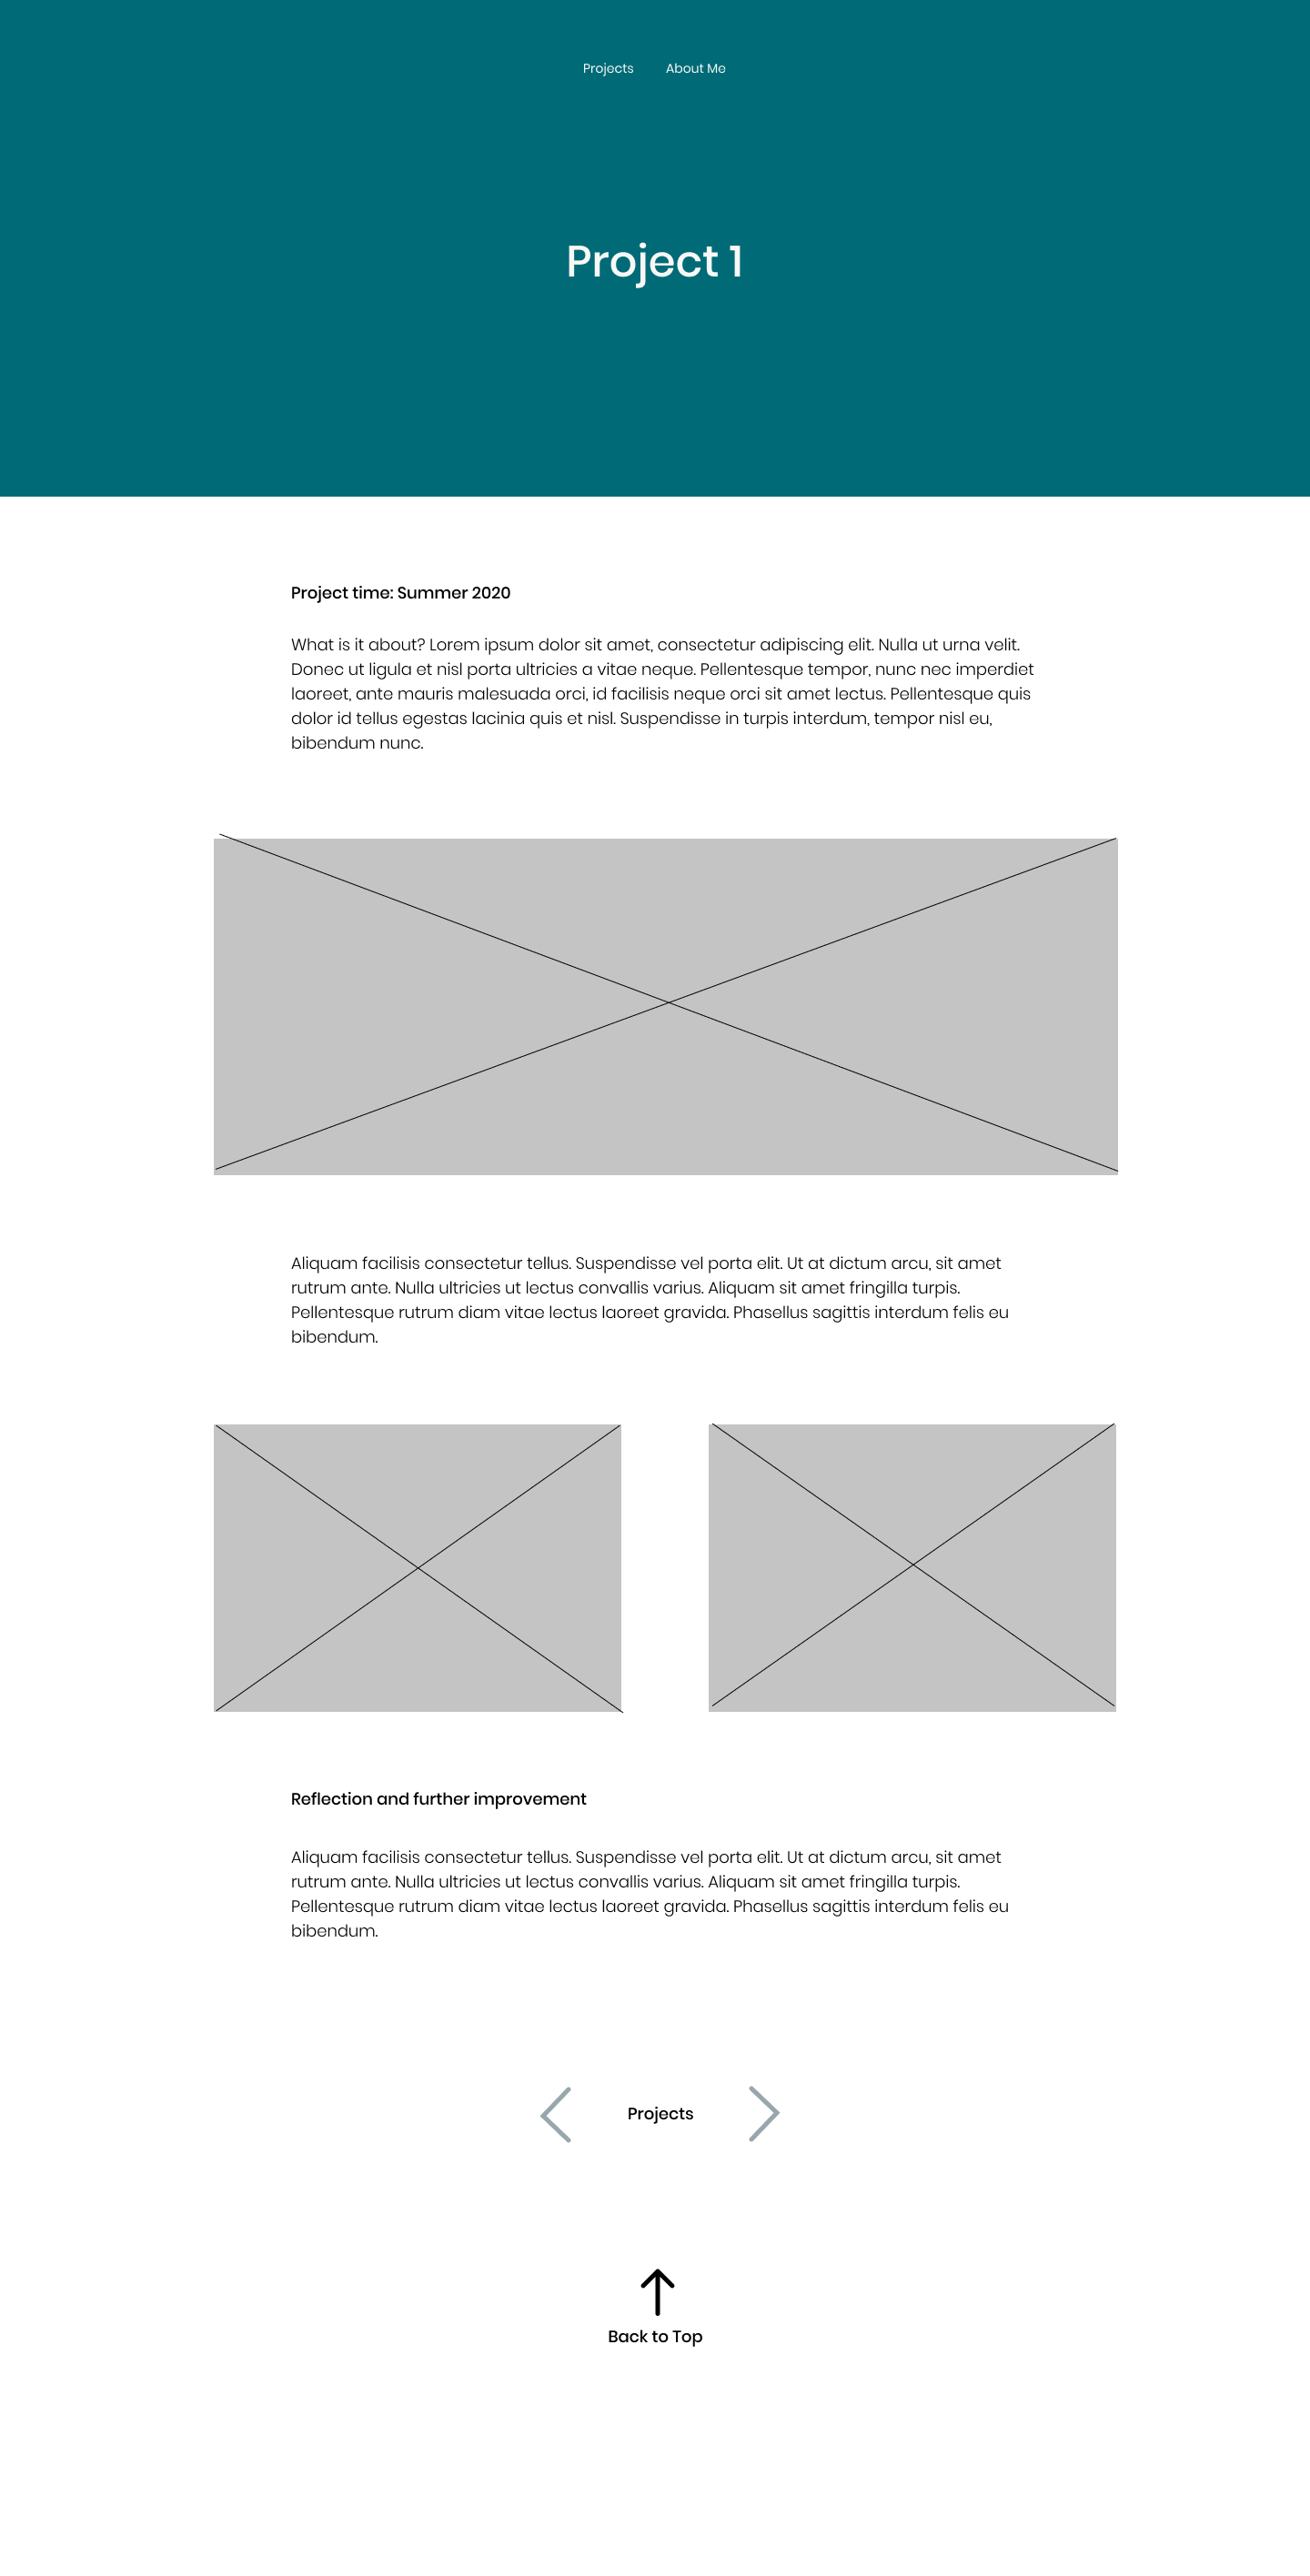 Projects About Me
Project 1
Project time: Summer 2020
What is it about? Lorem ipsum dolor sit amet, consectetur adipiscing elit. Nulla ut urna velit.
Donec ut ligula et nisl porta ultricies a vitae neque. Pellentesque tempor, nunc nec imperdiet
laoreet, ante mauris malesuada orci, id facilisis neque orci sit amet lectus. Pellentesque quis
dolor id tellus egestas lacinia quis et nisl. Suspendisse in turpis interdum, tempor nisl eu,
bibendum nunc.
Aliquam facilisis consectetur tellus. Suspendisse vel porta elit. Ut at dictum arcu, sit amet
rutrum ante. Nulla ultricies ut lectus convallis varius. Aliquam sit amet fringilla turpis.
Pellentesque rutrum diam vitae lectus laoreet gravida. Phasellus sagittis interdum felis eu
bibendum.
Reflection and further improvement
Aliquam facilisis consectetur tellus. Suspendisse vel porta elit. Ut at dictum arcu, sit amet
rutrum ante. Nulla ultricies ut lectus convallis varius. Aliquam sit amet fringilla turpis.
Pellentesque rutrum diam vitae lectus laoreet gravida. Phasellus sagittis interdum felis eu
bibendum.
Projects
Back to Top